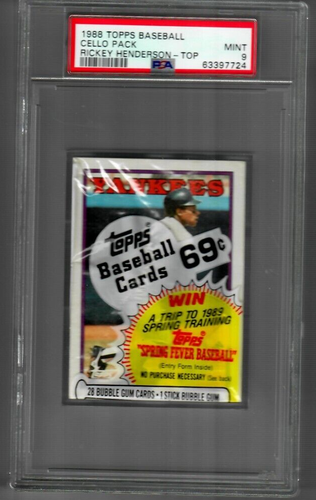 1988 TOPPS BASEBALL
CELLO PACK MINT
RICKEY HENDERSON-TOP 9
PSA 63397724
YANKEES
Topps
Baseball
Cards 69¢
WIN
A TRIP TO 1989
SPRING TRAINING
Topps
"SPRING FEVER BASEBALL"
(Entry Form Inside)
NO PURCHASE NECESSARY (See back)
28 BUBBLE GUM CARDS • 1 STICK BUBBLE GUM